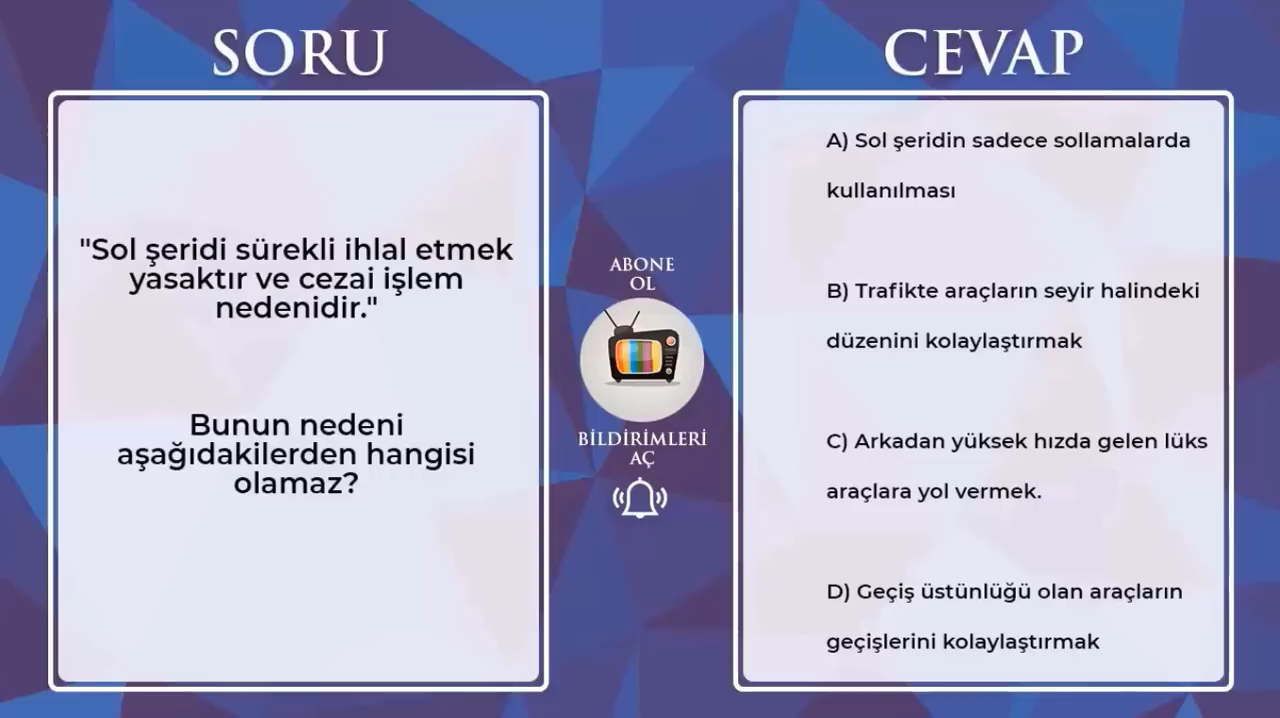 SORU
"Sol şeridi sürekli ihlal etmek
yasaktır ve cezai işlem
nedenidir."
Bunun nedeni
aşağıdakilerden hangisi
olamaz?
ABONE
OL
BİLDİRİMLERİ
AÇ
CEVAP
A) Sol şeridin sadece sollamalarda
kullanılması
B) Trafikte araçların seyir halindeki
düzenini kolaylaştırmak
C) Arkadan yüksek hızda gelen lüks
araçlara yol vermek.
D) Geçiş üstünlüğü olan araçların
geçişlerini kolaylaştırmak